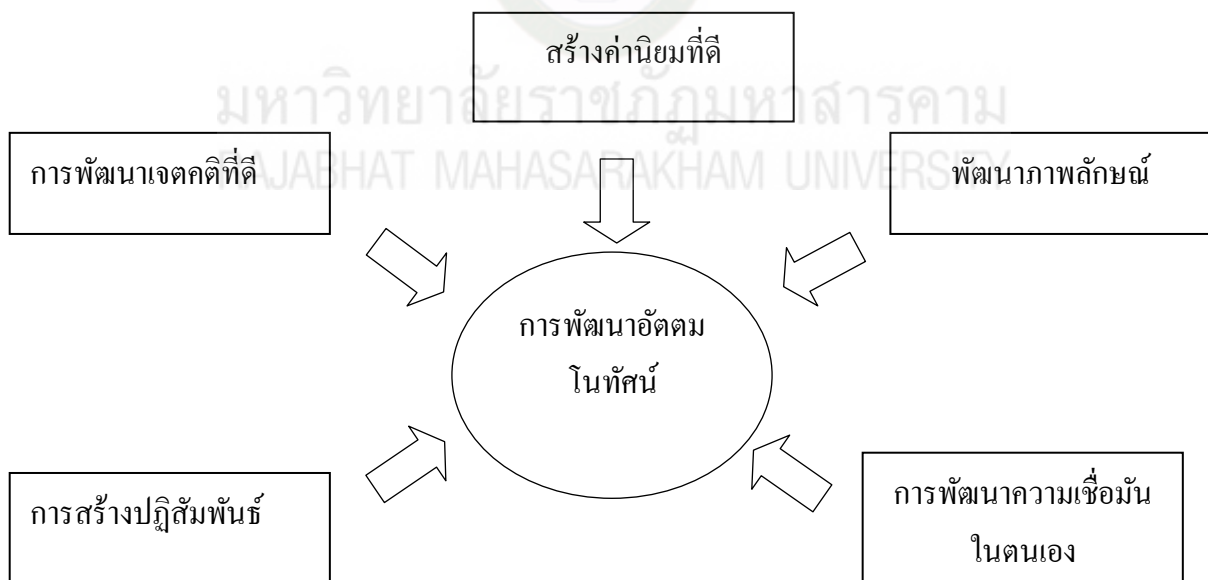 สร้างค่านิยมที่ดี
มหาวิทยาลัยราชภัฏมหาสารคาม
RAJABHAT MAHASARAKHAM UNIVERSITY
การพัฒนาเจตคติที่ดี
พัฒนาภาพลักษณ์
การพัฒนาอัตตม
โนทัศน์
การสร้างปฏิสัมพันธ์
การพัฒนาความเชื่อมัน
ในตนเอง